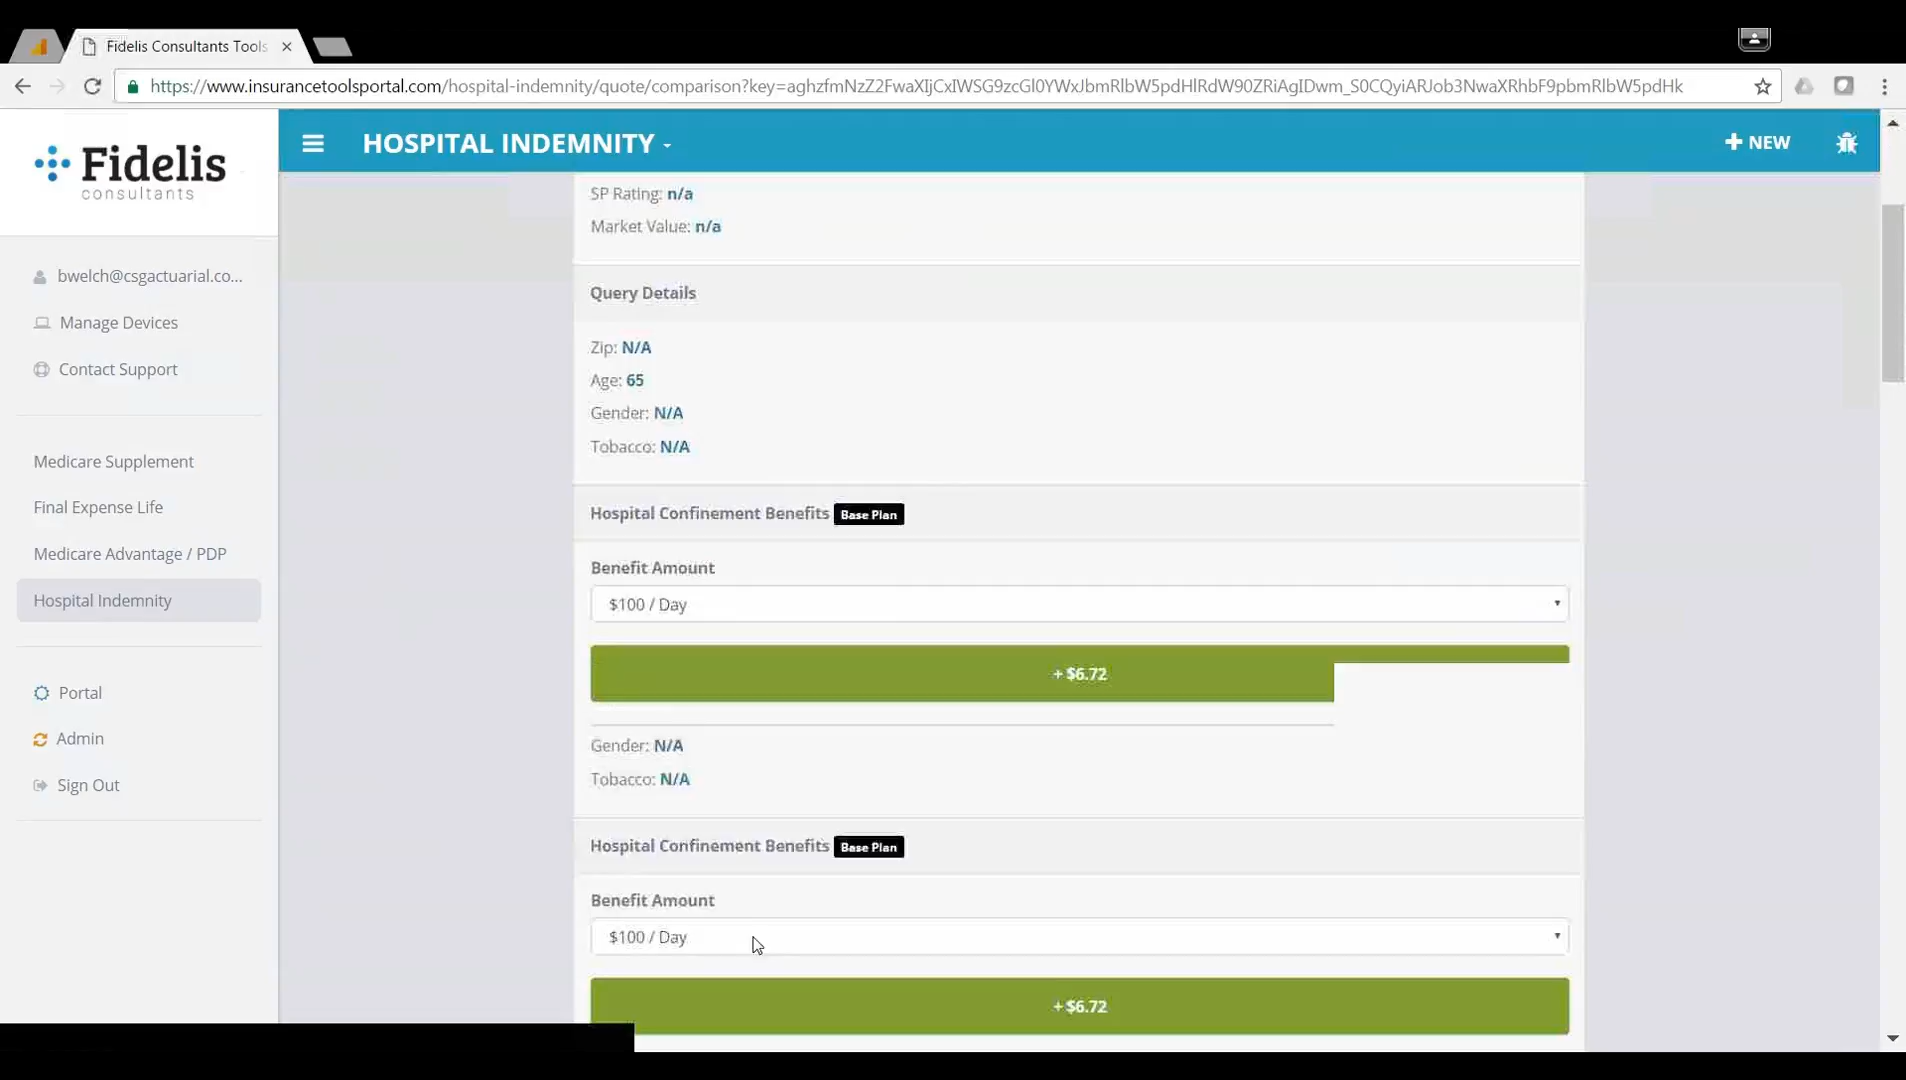 Fidelis Consultants Tools
https://www.insurancetoolsportal.com/hospital-indemnity/quote/comparison?key=aghzfmNzZ2FwaXIjCxIWSG9zcGl0YWxJbmRlbW5pdHlRdW90ZRiAgIDwm_S0CQyiARJob3NwaXRhbF9pbmRlbW5pdHk
Fidelis
consultants
HOSPITAL INDEMNITY
NEW
bwelch@csgactuarial.co...
Manage Devices
Contact Support
Medicare Supplement
Final Expense Life
Medicare Advantage / PDP
Hospital Indemnity
Portal
Admin
Sign Out
SP Rating: n/a
Market Value: n/a
Query Details
Zip: N/A
Age: 65
Gender: N/A
Tobacco: N/A
Hospital Confinement Benefits Base Plan
Benefit Amount
$100 / Day
+ $6.72
Gender: N/A
Tobacco: N/A
Hospital Confinement Benefits Base Plan
Benefit Amount
$100 / Day
+ $6.72